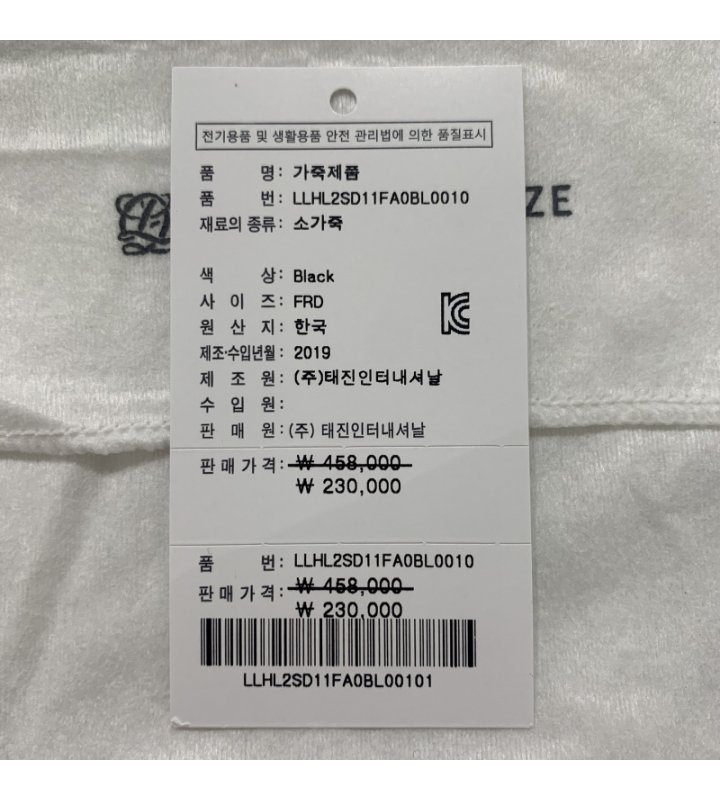 전기용품 및 생활용품 안전 관리법에 의한 품질표시
품 명: 가죽제품
품 번: LLHL2SD11FA0BL0010
ZE
재료의 종류: 소가죽
색 상: Black
사 이 즈: FRD
원 산 지: 한국
제조·수입년월: 2019
제 조 원: (주)태진인터내셔날
수 입 원:
판 매 원: (주) 태진인터내셔날
판매가격: ₩ 458,000
₩ 230,000
품 번: LLHL2SD11FA0BL0010
판매가격: ₩ 458,000
₩ 230,000
LLHL2SD11FA0BL00101